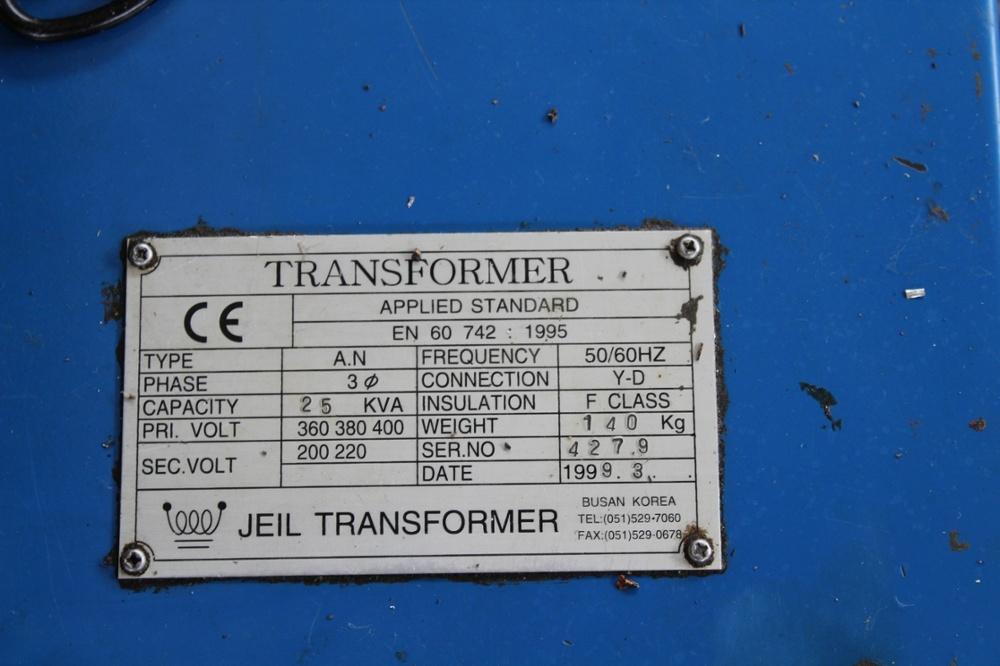 TRANSFORMER
CE
APPLIED STANDARD
EN 60 742 : 1995
TYPE A.N FREQUENCY 50/60HZ
PHASE 3ϕ CONNECTION Y-D
CAPACITY 25 KVA INSULATION F CLASS
PRI. VOLT 360 380 400 WEIGHT 140 Kg
SEC.VOLT 200 220 SER.NO 4279
DATE 1999.3.
JEIL TRANSFORMER
BUSAN KOREA
TEL:(051)529-7060
FAX:(051)529-0678